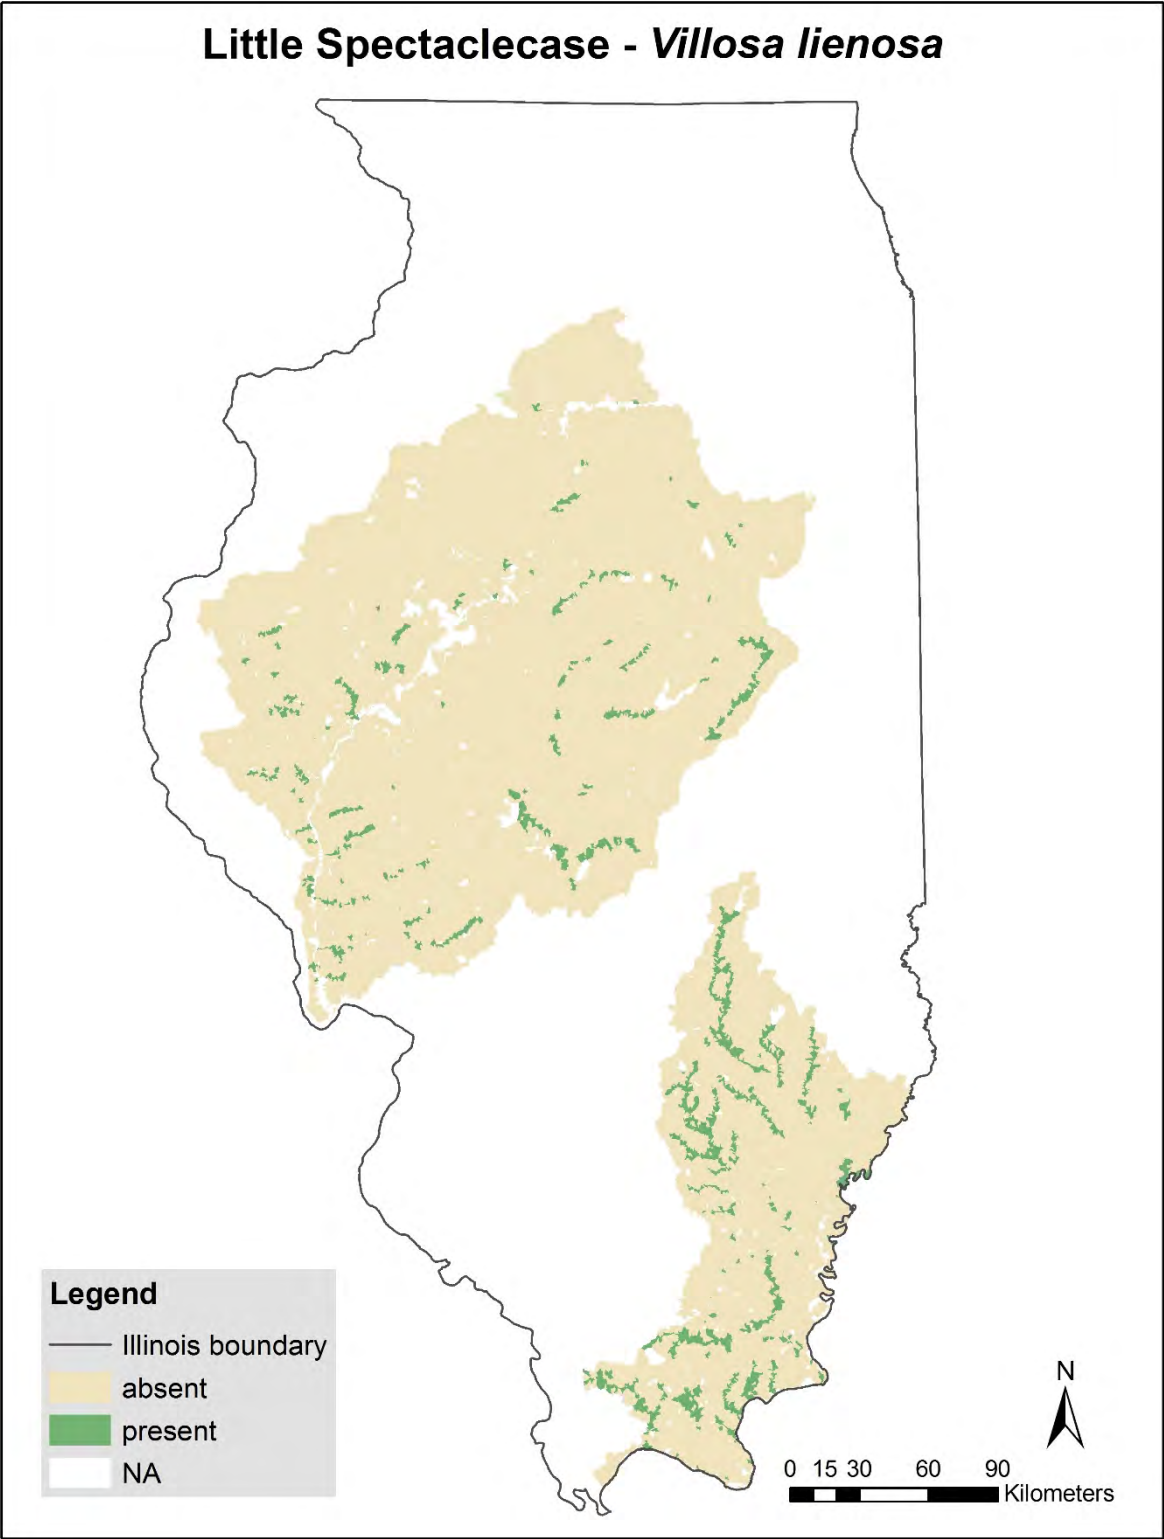 Little Spectaclecase - Villosa lienosa
Legend
Illinois boundary
absent
present
NA
N
0 15 30 60 90
Kilometers